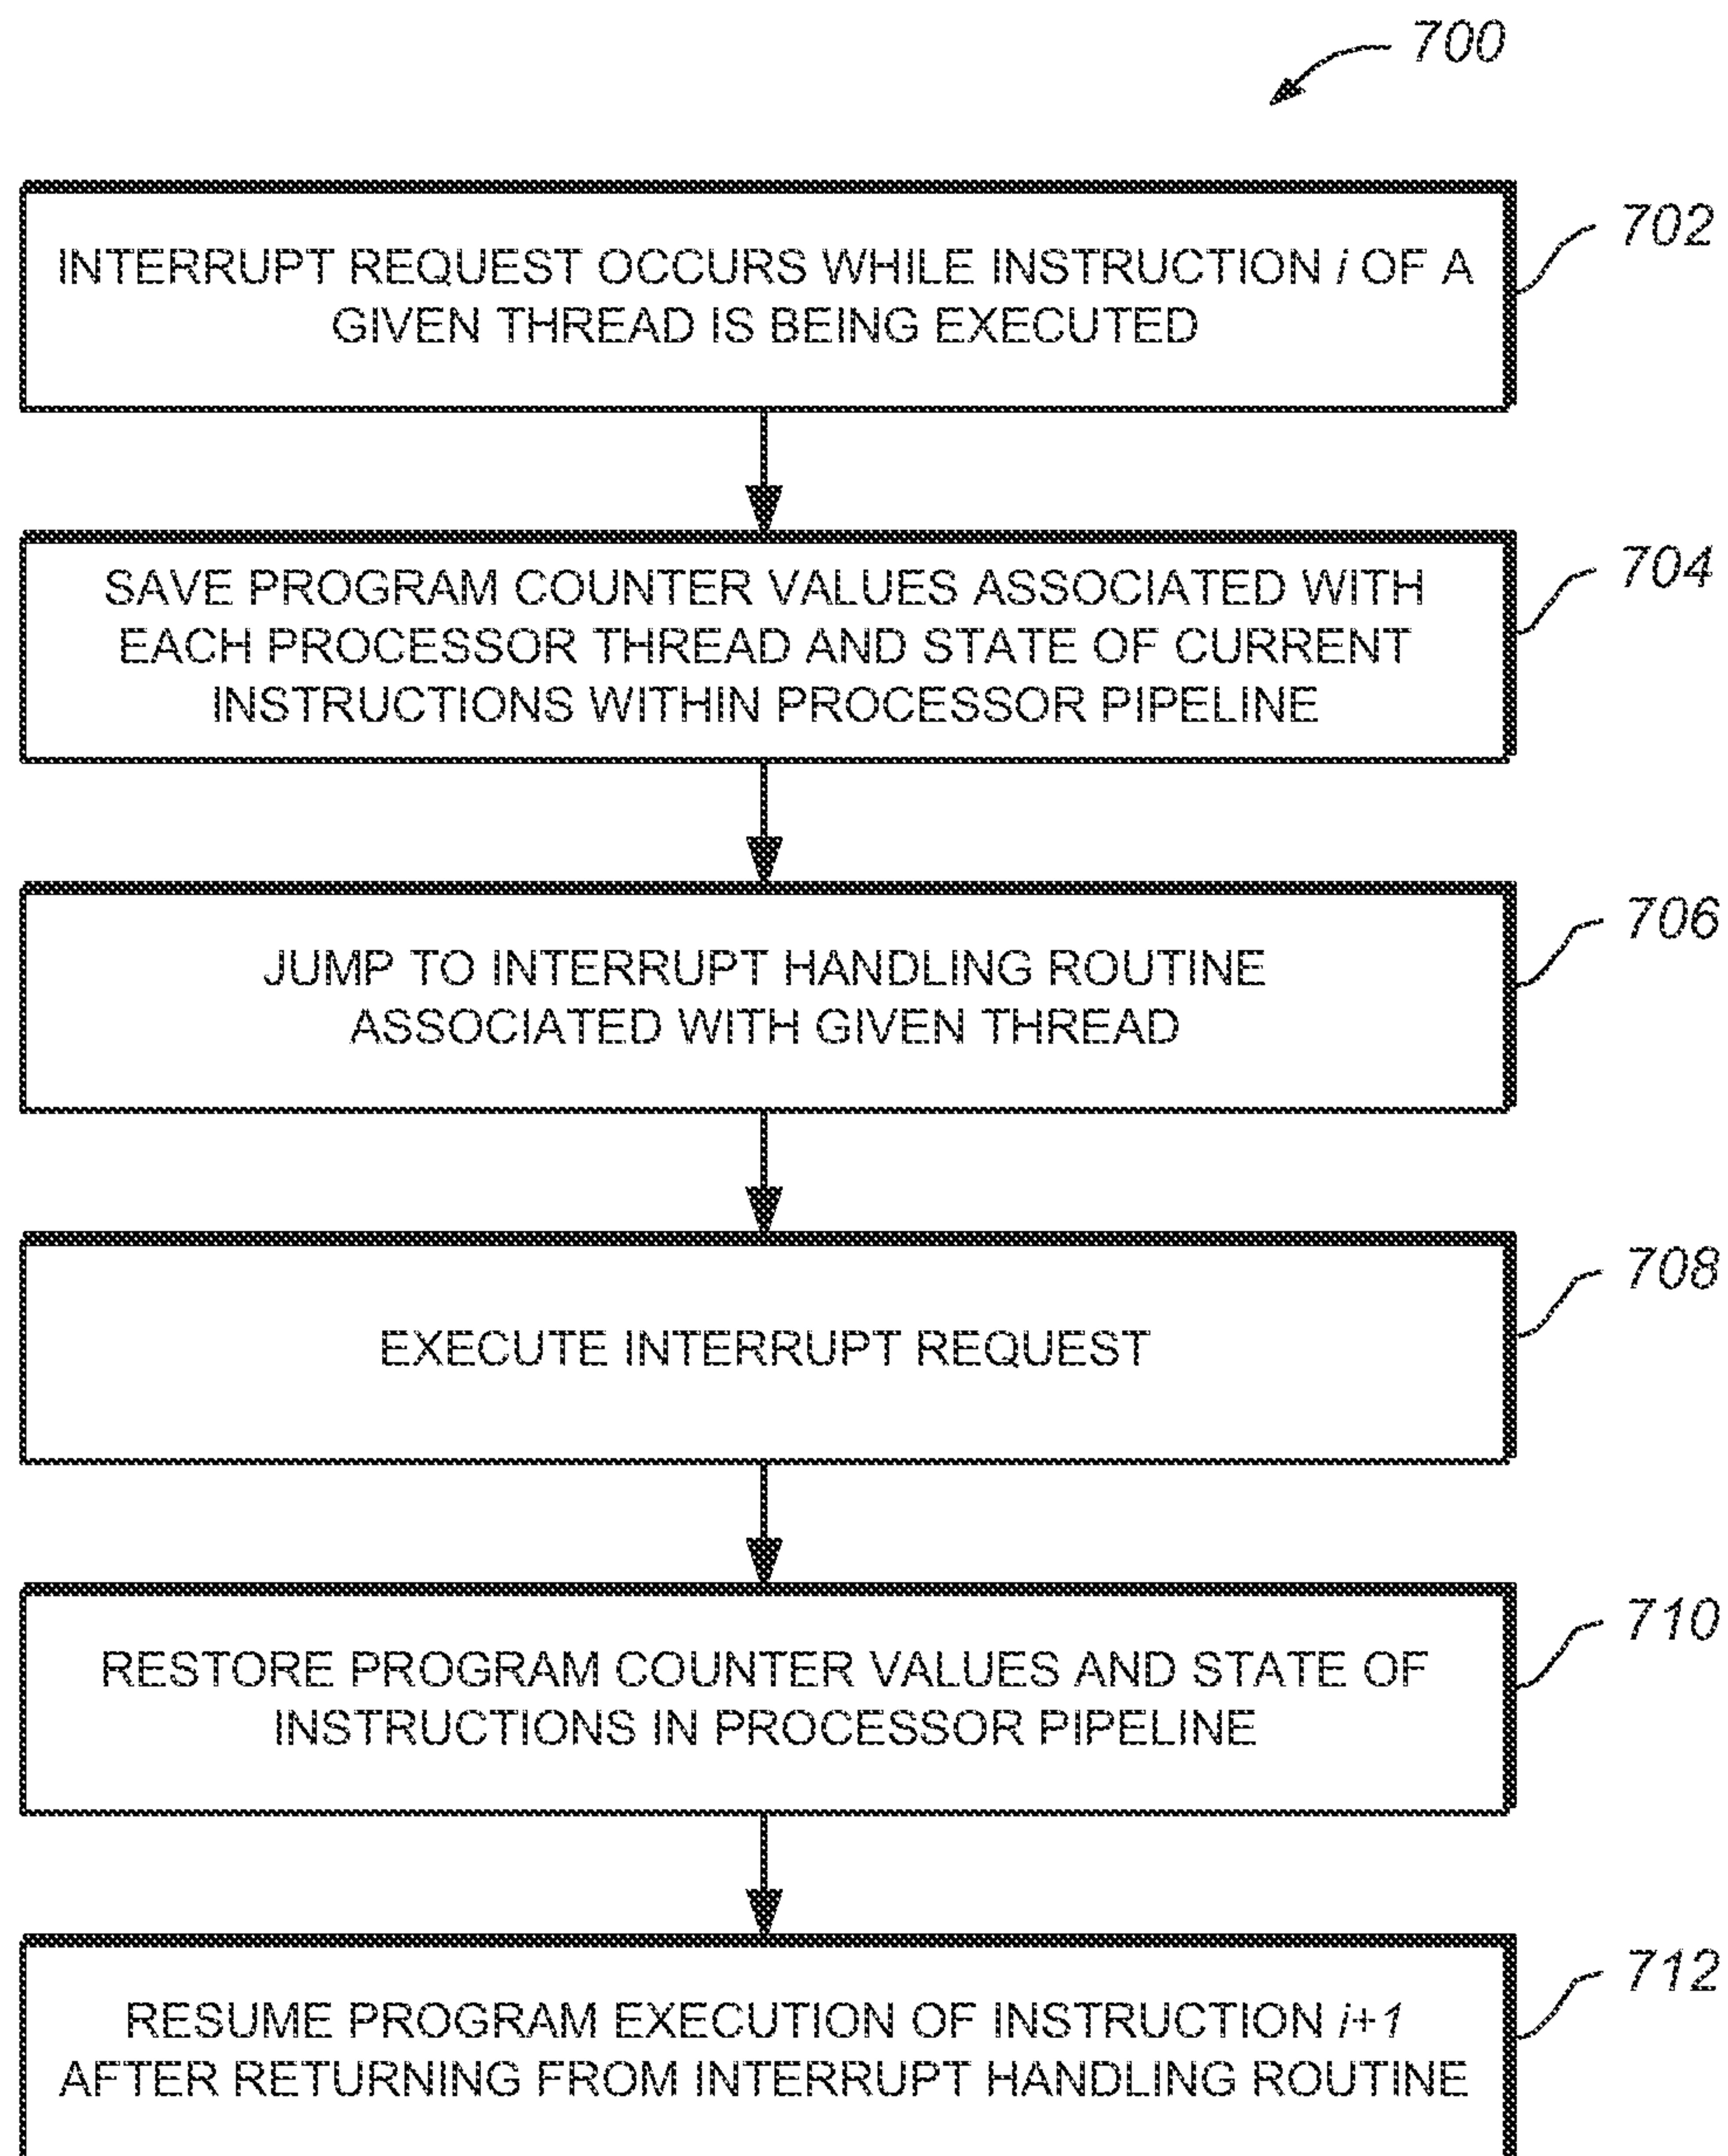 700
INTERRUPT REQUEST OCCURS WHILE INSTRUCTION i OF A
GIVEN THREAD IS BEING EXECUTED
702
SAVE PROGRAM COUNTER VALUES ASSOCIATED WITH
EACH PROCESSOR THREAD AND STATE OF CURRENT
INSTRUCTIONS WITHIN PROCESSOR PIPELINE
704
JUMP TO INTERRUPT HANDLING ROUTINE
ASSOCIATED WITH GIVEN THREAD
706
EXECUTE INTERRUPT REQUEST
708
RESTORE PROGRAM COUNTER VALUES AND STATE OF
INSTRUCTIONS IN PROCESSOR PIPELINE
710
RESUME PROGRAM EXECUTION OF INSTRUCTION i+1
AFTER RETURNING FROM INTERRUPT HANDLING ROUTINE
712